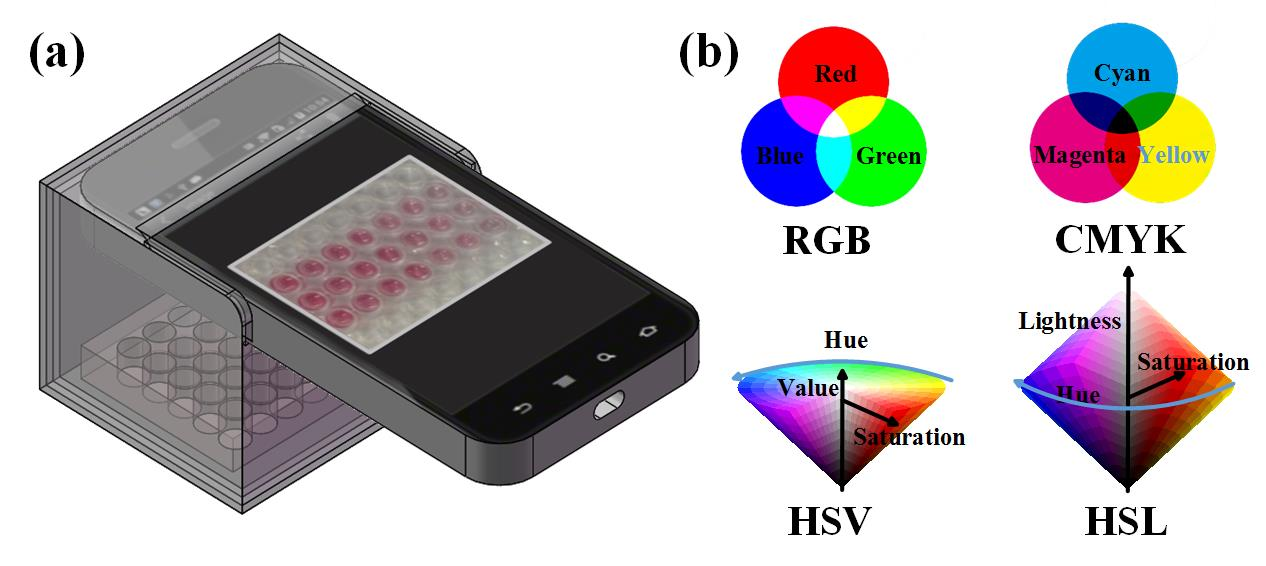 (a)
(b)
Red
Blue
Green
RGB
Cyan
Magenta
Yellow
CMYK
Hue
Value
Saturation
HSV
Lightness
Saturation
Hue
HSL